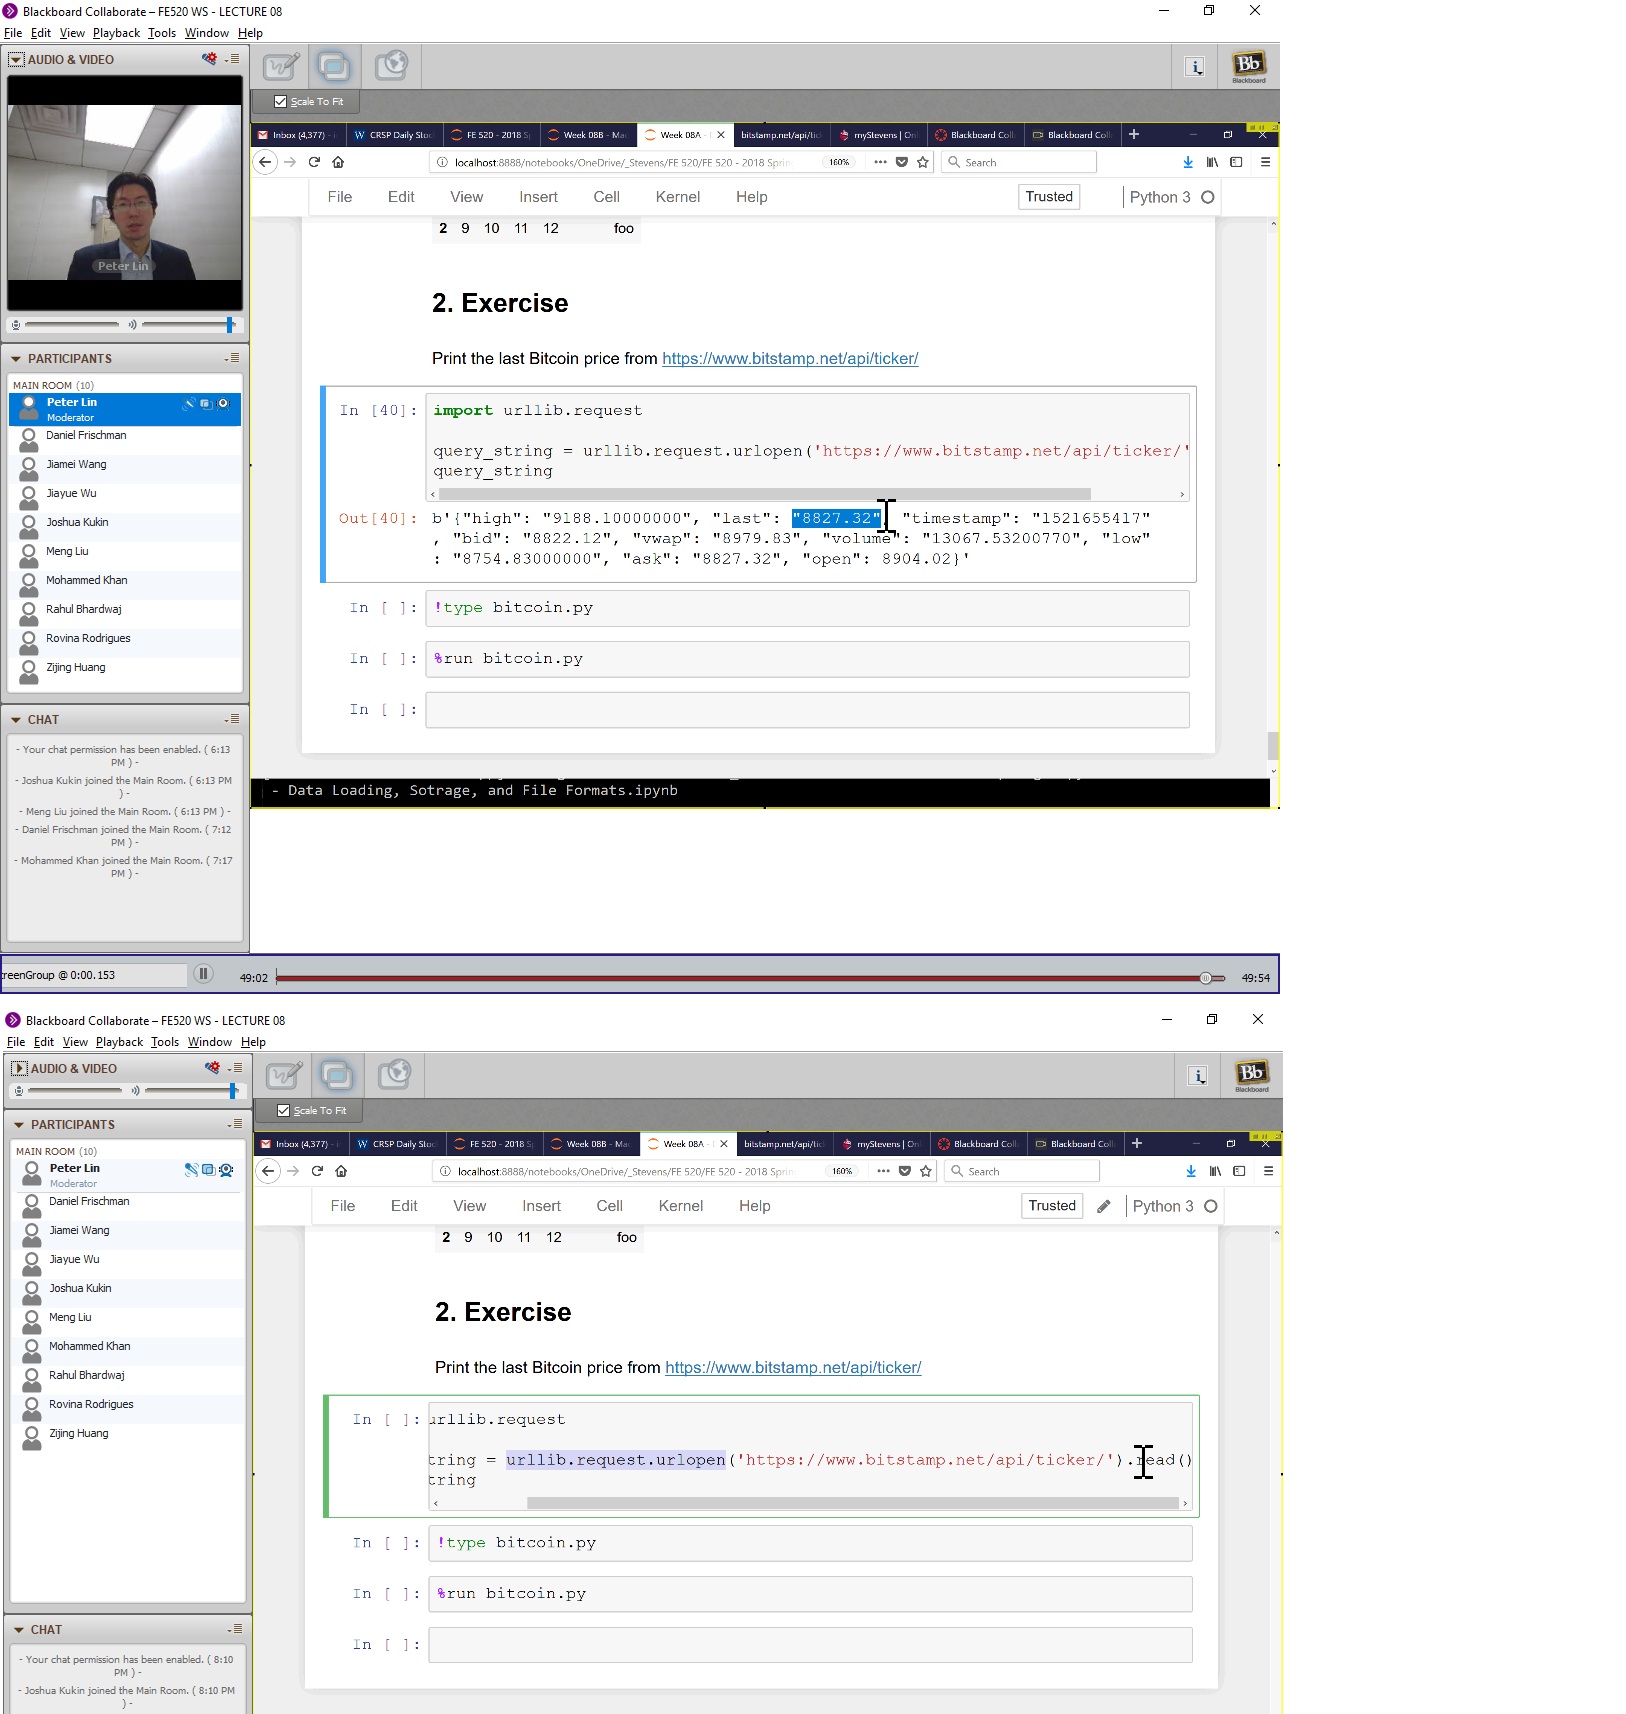 Blackboard Collaborate – FE520 WS - LECTURE 08
File Edit View Playback Tools Window Help
AUDIO & VIDEO
Peter Lin
PARTICIPANTS
MAIN ROOM (10)
Peter Lin
Moderator
Daniel Frischman
Jiamei Wang
Jiayue Wu
Joshua Kukin
Meng Liu
Mohammed Khan
Rahul Bhardwaj
Rovina Rodrigues
Zijing Huang
CHAT
- Your chat permission has been enabled. ( 6:13
PM ) -
- Joshua Kukin joined the Main Room. ( 6:13 PM
) -
- Meng Liu joined the Main Room. ( 6:13 PM ) -
- Daniel Frischman joined the Main Room. ( 7:12
PM ) -
- Mohammed Khan joined the Main Room. ( 7:17
PM ) -
Scale To Fit
i
Bb
Blackboard
Inbox (4,377) - CRSP Daily Stoc FE 520 - 2018 S Week 08B - Ma Week 08A - bitstamp.net/api/tic myStevens | Onl Blackboard Coll Blackboard Coll
localhost:8888/notebooks/OneDrive/_Stevens/FE 520/FE 520 - 2018 Sprin 160% Search
File Edit View Insert Cell Kernel Help Trusted Python 3
2 9 10 11 12 foo
2. Exercise
Print the last Bitcoin price from https://www.bitstamp.net/api/ticker/
In [40]: import urllib.request
query_string = urllib.request.urlopen('https://www.bitstamp.net/api/ticker/'
query_string
Out[40]: b'{"high": "9188.10000000", "last": "8827.32", "timestamp": "1521655417"
, "bid": "8822.12", "vwap": "8979.83", "volume": "13067.53200770", "low"
: "8754.83000000", "ask": "8827.32", "open": 8904.02}'
In [ ]: !type bitcoin.py
In [ ]: %run bitcoin.py
In [ ]:
- Data Loading, Sotrage, and File Formats.ipynb
reenGroup @ 0:00.153 49:02 49:54
Blackboard Collaborate – FE520 WS - LECTURE 08
File Edit View Playback Tools Window Help
AUDIO & VIDEO
PARTICIPANTS
MAIN ROOM (10)
Peter Lin
Moderator
Daniel Frischman
Jiamei Wang
Jiayue Wu
Joshua Kukin
Meng Liu
Mohammed Khan
Rahul Bhardwaj
Rovina Rodrigues
Zijing Huang
CHAT
- Your chat permission has been enabled. ( 8:10
PM ) -
- Joshua Kukin joined the Main Room. ( 8:10 PM
) -
Scale To Fit
i
Bb
Blackboard
Inbox (4,377) - CRSP Daily Stoc FE 520 - 2018 S Week 08B - Ma Week 08A - bitstamp.net/api/tic myStevens | Onl Blackboard Coll Blackboard Coll
localhost:8888/notebooks/OneDrive/_Stevens/FE 520/FE 520 - 2018 Sprin 160% Search
File Edit View Insert Cell Kernel Help Trusted Python 3
2 9 10 11 12 foo
2. Exercise
Print the last Bitcoin price from https://www.bitstamp.net/api/ticker/
In [ ]: urllib.request
tring = urllib.request.urlopen('https://www.bitstamp.net/api/ticker/').read()
tring
In [ ]: !type bitcoin.py
In [ ]: %run bitcoin.py
In [ ]: